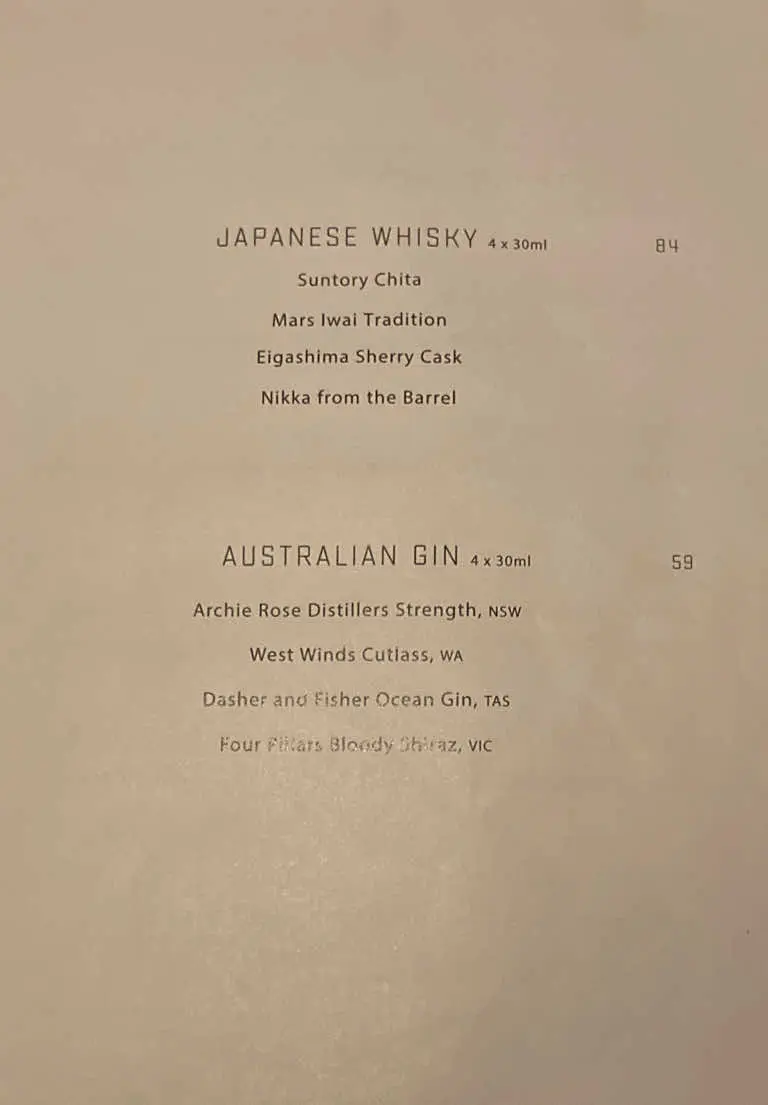 JAPANESE WHISKY 4 x 30ml 84
Suntory Chita
Mars Iwai Tradition
Eigashima Sherry Cask
Nikka from the Barrel
AUSTRALIAN GIN 4 x 30ml 59
Archie Rose Distillers Strength, NSW
West Winds Cutlass, WA
Dasher and Fisher Ocean Gin, TAS
Four Pillars Bloody Shiraz, VIC